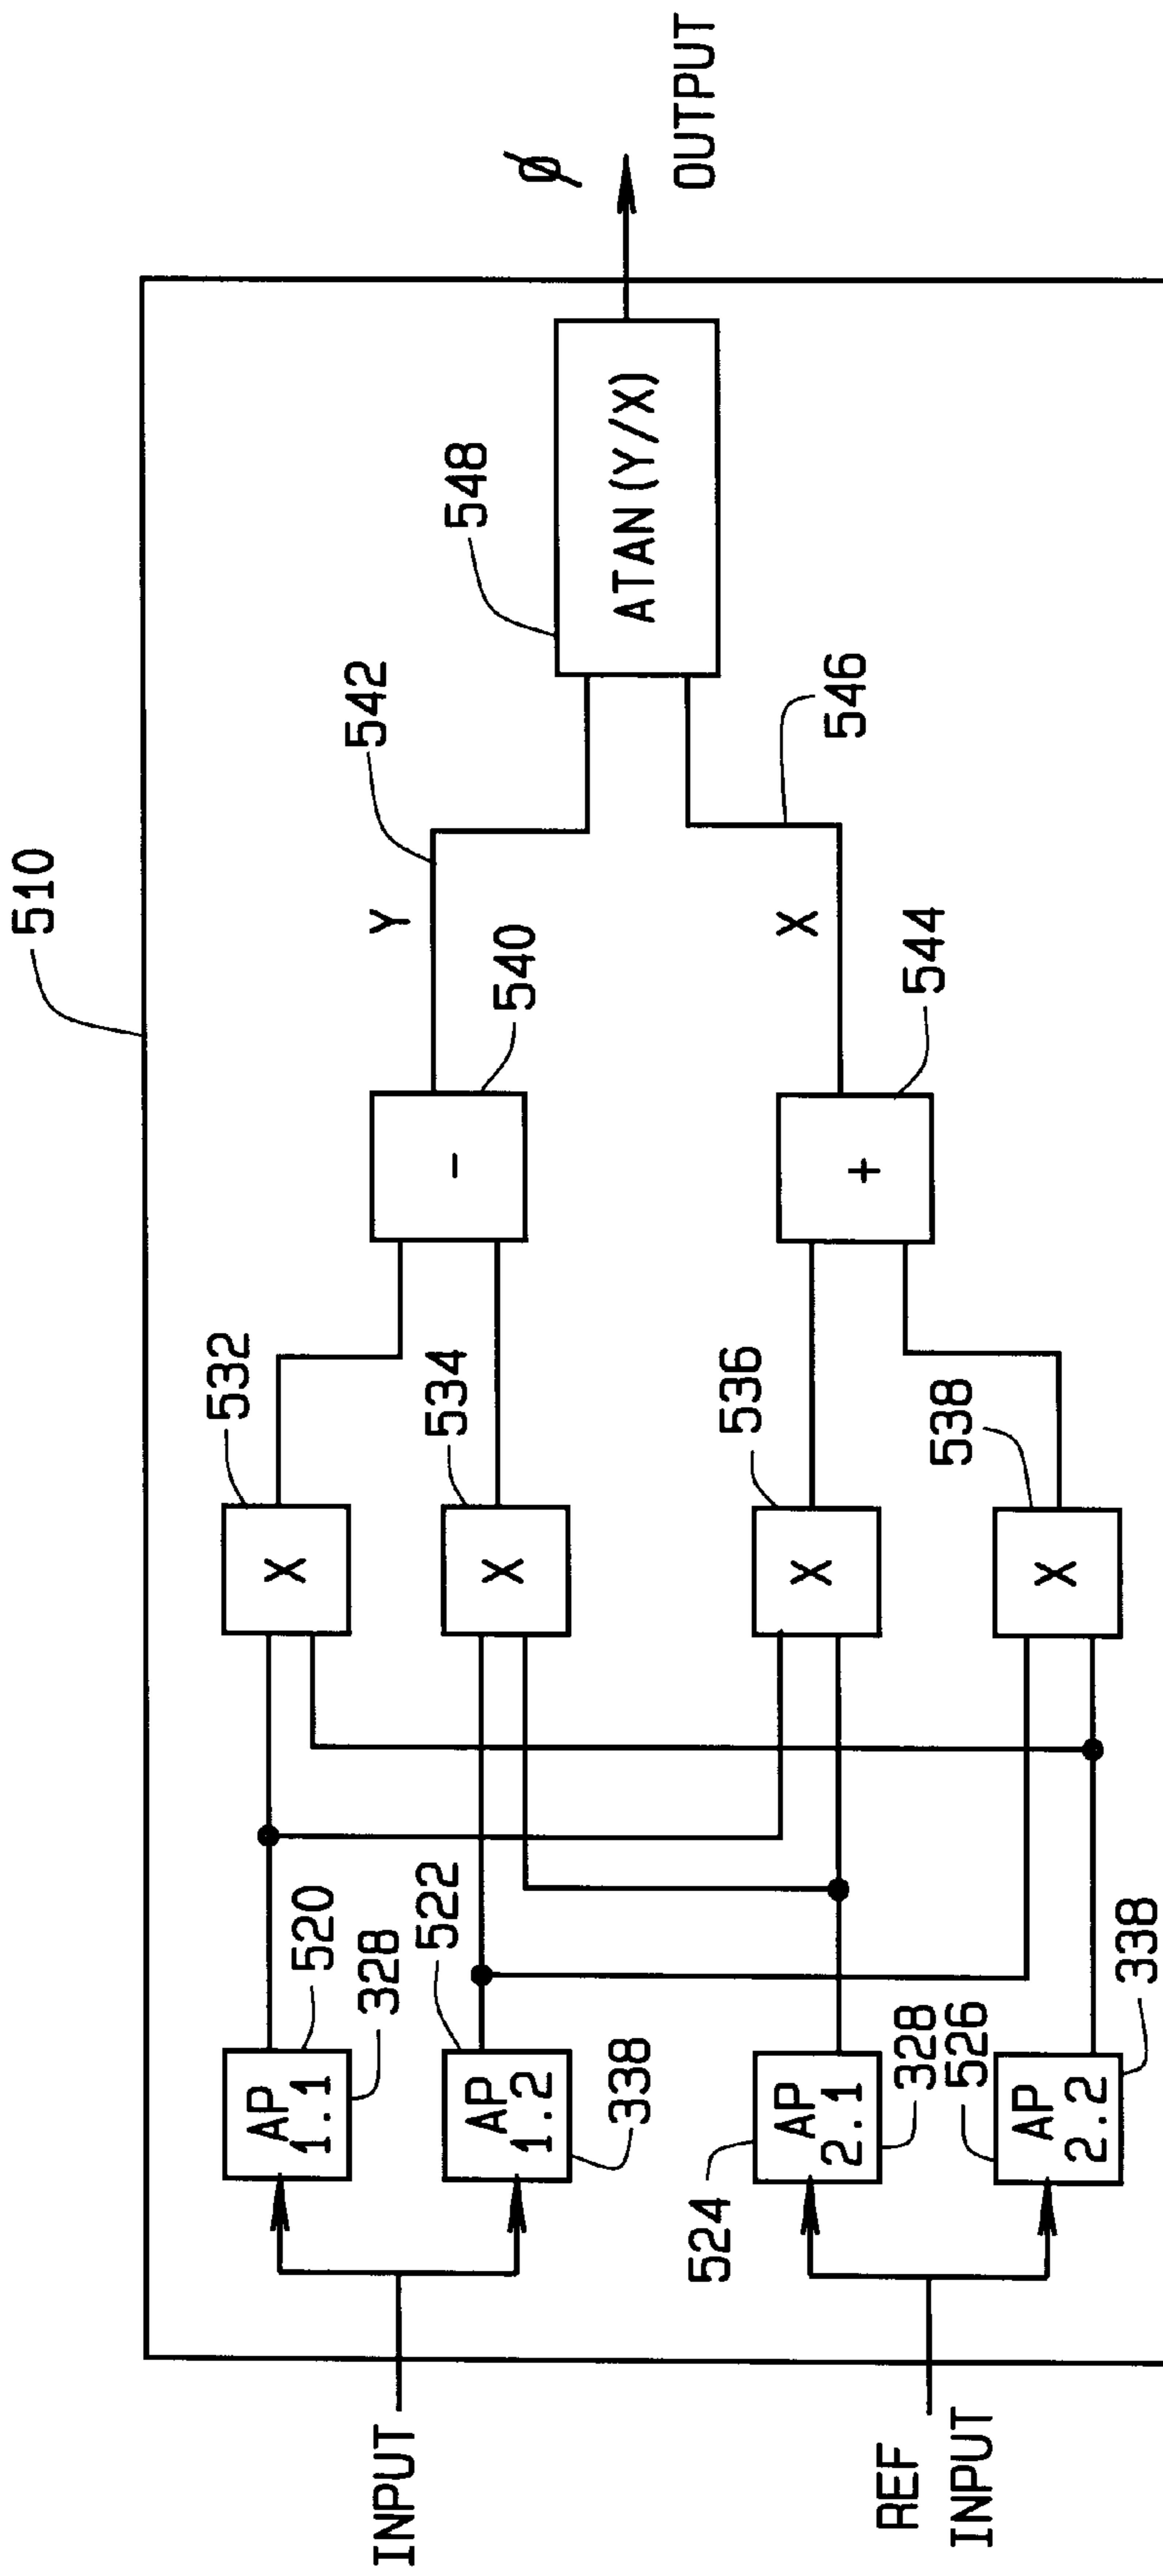 510
INPUT
REF
INPUT
AP
1.1
520
328
AP
1.2
522
338
524
AP
2.1
328
526
AP
2.2
338
X
532
X
534
X
536
X
538
-
540
+
544
Y
542
X
546
ATAN(Y/X)
548
Ø
OUTPUT